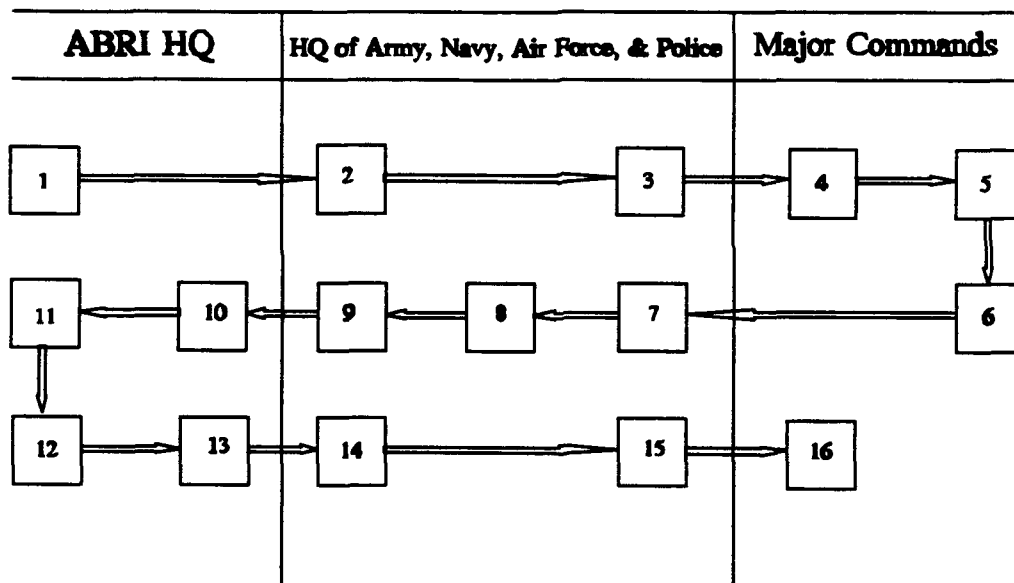 ABRI HQ HQ of Army, Navy, Air Force, & Police Major Commands
1 2 3 4 5
11 10 9 8 7 6
12 13 14 15 16